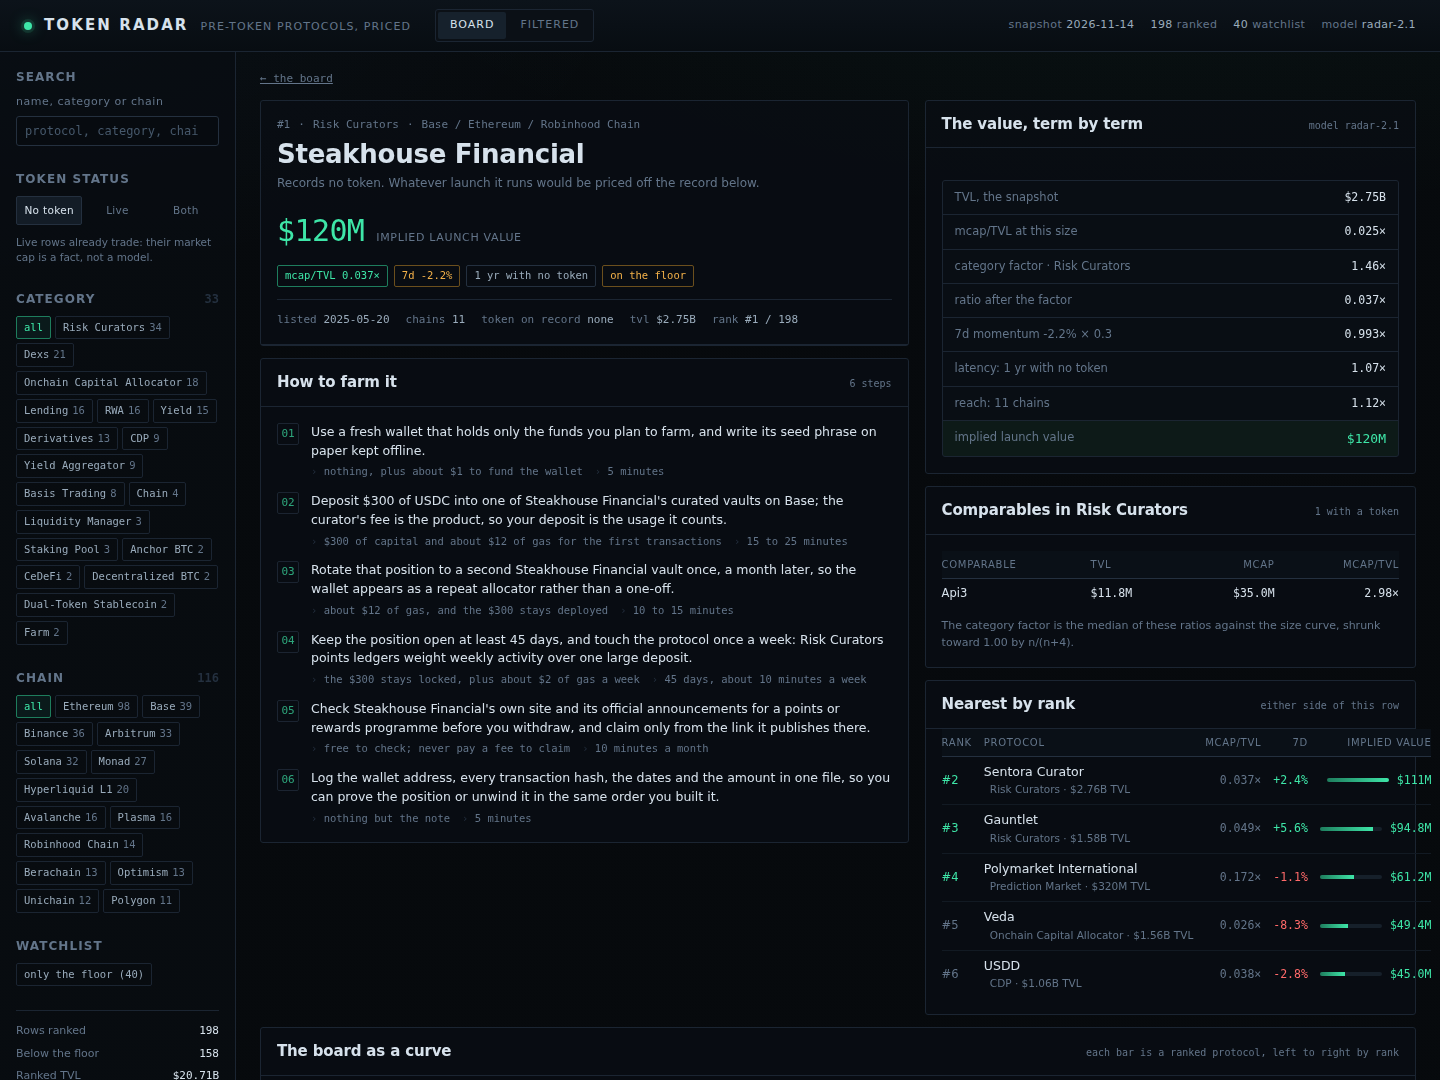 TOKEN RADAR PRE-TOKEN PROTOCOLS, PRICED BOARD FILTERED snapshot 2026-11-14 198 ranked 40 watchlist model radar-2.1
SEARCH
name, category or chain
protocol, category, chai
TOKEN STATUS
No token Live Both
Live rows already trade: their market
cap is a fact, not a model.
CATEGORY 33
all Risk Curators 34
Dexs 21
Onchain Capital Allocator 18
Lending 16 RWA 16 Yield 15
Derivatives 13 CDP 9
Yield Aggregator 9
Basis Trading 8 Chain 4
Liquidity Manager 3
Staking Pool 3 Anchor BTC 2
CeDeFi 2 Decentralized BTC 2
Dual-Token Stablecoin 2
Farm 2
CHAIN 116
all Ethereum 98 Base 39
Binance 36 Arbitrum 33
Solana 32 Monad 27
Hyperliquid L1 20
Avalanche 16 Plasma 16
Robinhood Chain 14
Berachain 13 Optimism 13
Unichain 12 Polygon 11
WATCHLIST
only the floor (40)
Rows ranked 198
Below the floor 158
Ranked TVL $20.71B
← the board
#1 · Risk Curators · Base / Ethereum / Robinhood Chain
Steakhouse Financial
Records no token. Whatever launch it runs would be priced off the record below.
$120M IMPLIED LAUNCH VALUE
mcap/TVL 0.037× 7d -2.2% 1 yr with no token on the floor
listed 2025-05-20 chains 11 token on record none tvl $2.75B rank #1 / 198
How to farm it 6 steps
01 Use a fresh wallet that holds only the funds you plan to farm, and write its seed phrase on
paper kept offline.
› nothing, plus about $1 to fund the wallet › 5 minutes
02 Deposit $300 of USDC into one of Steakhouse Financial's curated vaults on Base; the
curator's fee is the product, so your deposit is the usage it counts.
› $300 of capital and about $12 of gas for the first transactions › 15 to 25 minutes
03 Rotate that position to a second Steakhouse Financial vault once, a month later, so the
wallet appears as a repeat allocator rather than a one-off.
› about $12 of gas, and the $300 stays deployed › 10 to 15 minutes
04 Keep the position open at least 45 days, and touch the protocol once a week: Risk Curators
points ledgers weight weekly activity over one large deposit.
› the $300 stays locked, plus about $2 of gas a week › 45 days, about 10 minutes a week
05 Check Steakhouse Financial's own site and its official announcements for a points or
rewards programme before you withdraw, and claim only from the link it publishes there.
› free to check; never pay a fee to claim › 10 minutes a month
06 Log the wallet address, every transaction hash, the dates and the amount in one file, so you
can prove the position or unwind it in the same order you built it.
› nothing but the note › 5 minutes
The value, term by term model radar-2.1
TVL, the snapshot $2.75B
mcap/TVL at this size 0.025×
category factor · Risk Curators 1.46×
ratio after the factor 0.037×
7d momentum -2.2% × 0.3 0.993×
latency: 1 yr with no token 1.07×
reach: 11 chains 1.12×
implied launch value $120M
Comparables in Risk Curators 1 with a token
COMPARABLE TVL MCAP MCAP/TVL
Api3 $11.8M $35.0M 2.98×
The category factor is the median of these ratios against the size curve, shrunk
toward 1.00 by n/(n+4).
Nearest by rank either side of this row
RANK PROTOCOL MCAP/TVL 7D IMPLIED VALUE
#2 Sentora Curator 0.037× +2.4% $111M
Risk Curators · $2.76B TVL
#3 Gauntlet 0.049× +5.6% $94.8M
Risk Curators · $1.58B TVL
#4 Polymarket International 0.172× -1.1% $61.2M
Prediction Market · $320M TVL
#5 Veda 0.026× -8.3% $49.4M
Onchain Capital Allocator · $1.56B TVL
#6 USDD 0.038× -2.8% $45.0M
CDP · $1.06B TVL
The board as a curve each bar is a ranked protocol, left to right by rank